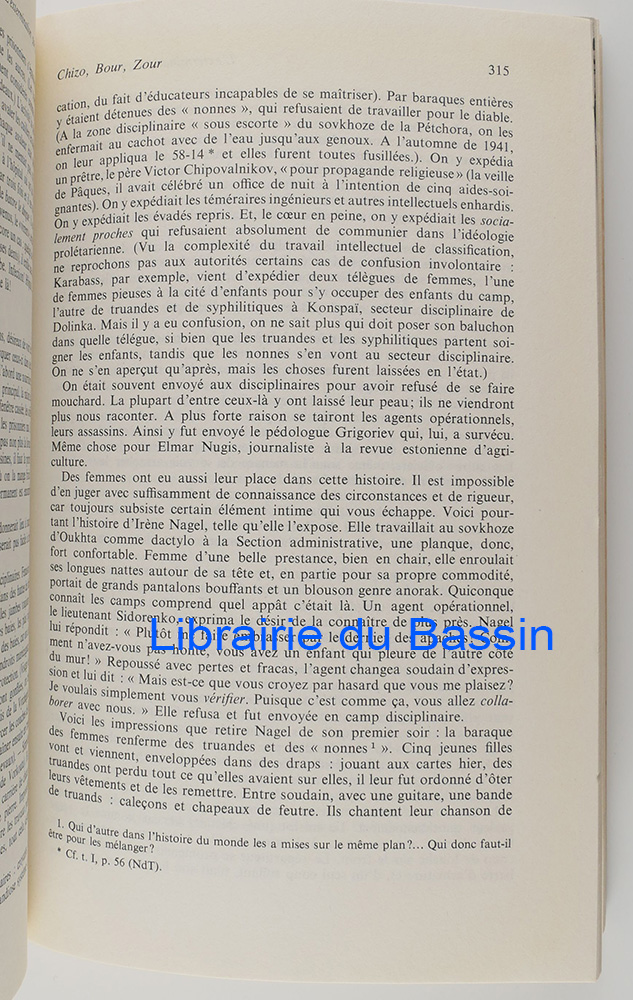 Chizo, Bour, Zour
315
cation, du fait d'éducateurs incapables de se maîtriser). Par baraques entières
y étaient détenues des « nonnes », qui refusaient de travailler pour le diable.
(A la zone disciplinaire « sous escorte » du sovkhoze de la Pétchora, on les
enfermait au cachot avec de l'eau jusqu'aux genoux. A l'automne de 1941,
on leur appliqua le 58-14 * et elles furent toutes fusillées.). On y expédia
un prêtre, le père Victor Chipovalnikov, « pour propagande religieuse » (la veille
de Pâques, il avait célébré un office de nuit à l'intention de cinq aides-soi-
gnantes). On y expédiait les téméraires ingénieurs et autres intellectuels enhardis.
On y expédiait les évadés repris. Et, le cœur en peine, on y expédiait les socia-
lement proches qui refusaient absolument de communier dans l'idéologie
prolétarienne. (Vu la complexité du travail intellectuel de classification,
ne reprochons pas aux autorités certains cas de confusion involontaire :
Karabass, par exemple, vient d'expédier deux télègues de femmes, l'une
de femmes pieuses à la cité d'enfants pour s'y occuper des enfants du camp,
l'autre de truandes et de syphilitiques à Konspaï, secteur disciplinaire de
Dolinka. Mais il y a eu confusion, on ne sait plus qui doit poser son baluchon
dans quelle télégue, si bien que les truandes et les syphilitiques partent soi-
gner les enfants, tandis que les nonnes s'en vont au secteur disciplinaire.
On ne s'en aperçut qu'après, mais les choses furent laissées en l'état.)
On était souvent envoyé aux disciplinaires pour avoir refusé de se faire
mouchard. La plupart d'entre ceux-là y ont laissé leur peau; ils ne viendront
plus nous raconter. A plus forte raison se tairont les agents opérationnels,
leurs assassins. Ainsi y fut envoyé le pédologue Grigoriev qui, lui, a survécu.
Même chose pour Elmar Nugis, journaliste à la revue estonienne d'agri-
culture.
Des femmes ont eu aussi leur place dans cette histoire. Il est impossible
d'en juger avec suffisamment de connaissance des circonstances et de rigueur,
car toujours subsiste certain élément intime qui vous échappe. Voici pour-
tant l'histoire d'Irène Nagel, telle qu'elle l'expose. Elle travaillait au sovkhoze
d'Oukhta comme dactylo à la Section administrative, une planque, donc,
fort confortable. Femme d'une belle prestance, bien en chair, elle enroulait
ses longues nattes autour de sa tête et, en partie pour sa propre commodité,
portait de grands pantalons bouffants et un blouson genre anorak. Quiconque
connaît les camps comprend quel appât c'était là. Un agent opérationnel,
le lieutenant Sidorenko, exprima le désir de la connaître de plus près. Nagel
lui répondit : « Plutôt me faire embrasser par le dernier des apaches! Com-
ment n'avez-vous pas honte, vous avez un enfant qui pleure de l'autre côté
du mur! » Repoussé avec pertes et fracas, l'agent changea soudain d'expres-
sion et lui dit : « Mais est-ce que vous croyez par hasard que vous me plaisez?
Je voulais simplement vous vérifier. Puisque c'est comme ça, vous allez colla-
borer avec nous. » Elle refusa et fut envoyée en camp disciplinaire.
Voici les impressions que retire Nagel de son premier soir : la baraque
des femmes renferme des truandes et des « nonnes ¹ ». Cinq jeunes filles
vont et viennent, enveloppées dans des draps : jouant aux cartes hier, des
truandes ont perdu tout ce qu'elles avaient sur elles, il leur fut ordonné d'ôter
leurs vêtements et de les remettre. Entre soudain, avec une guitare, une bande
de truands : caleçons et chapeaux de feutre. Ils chantent leur chanson de
1. Qui d'autre dans l'histoire du monde les a mises sur le même plan?... Qui donc faut-il
être pour les mélanger?
* Cf. t. I, p. 56 (NdT).
Librairie du Bassin